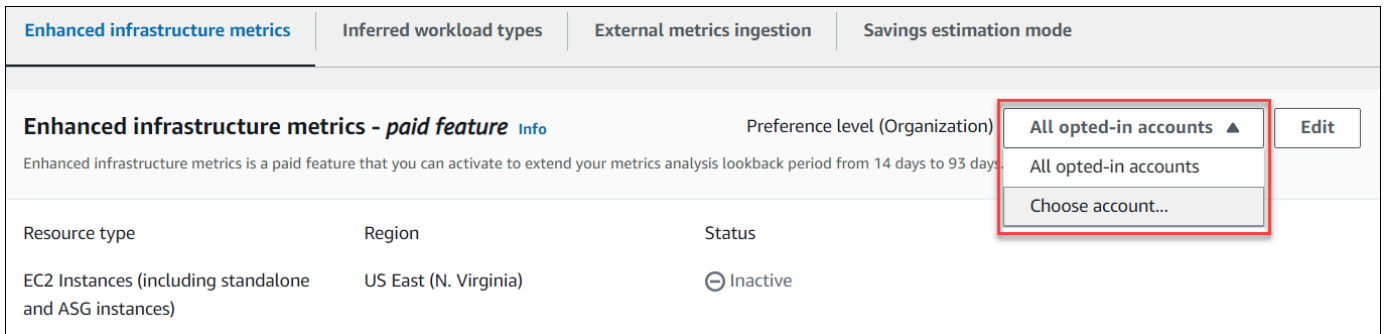 Enhanced infrastructure metrics
Inferred workload types
External metrics ingestion
Savings estimation mode
Enhanced infrastructure metrics - paid feature Info
Preference level (Organization)
All opted-in accounts
Edit
Enhanced infrastructure metrics is a paid feature that you can activate to extend your metrics analysis lookback period from 14 days to 93 days.
All opted-in accounts
Choose account...
Resource type
Region
Status
EC2 Instances (including standalone
and ASG instances)
US East (N. Virginia)
Inactive